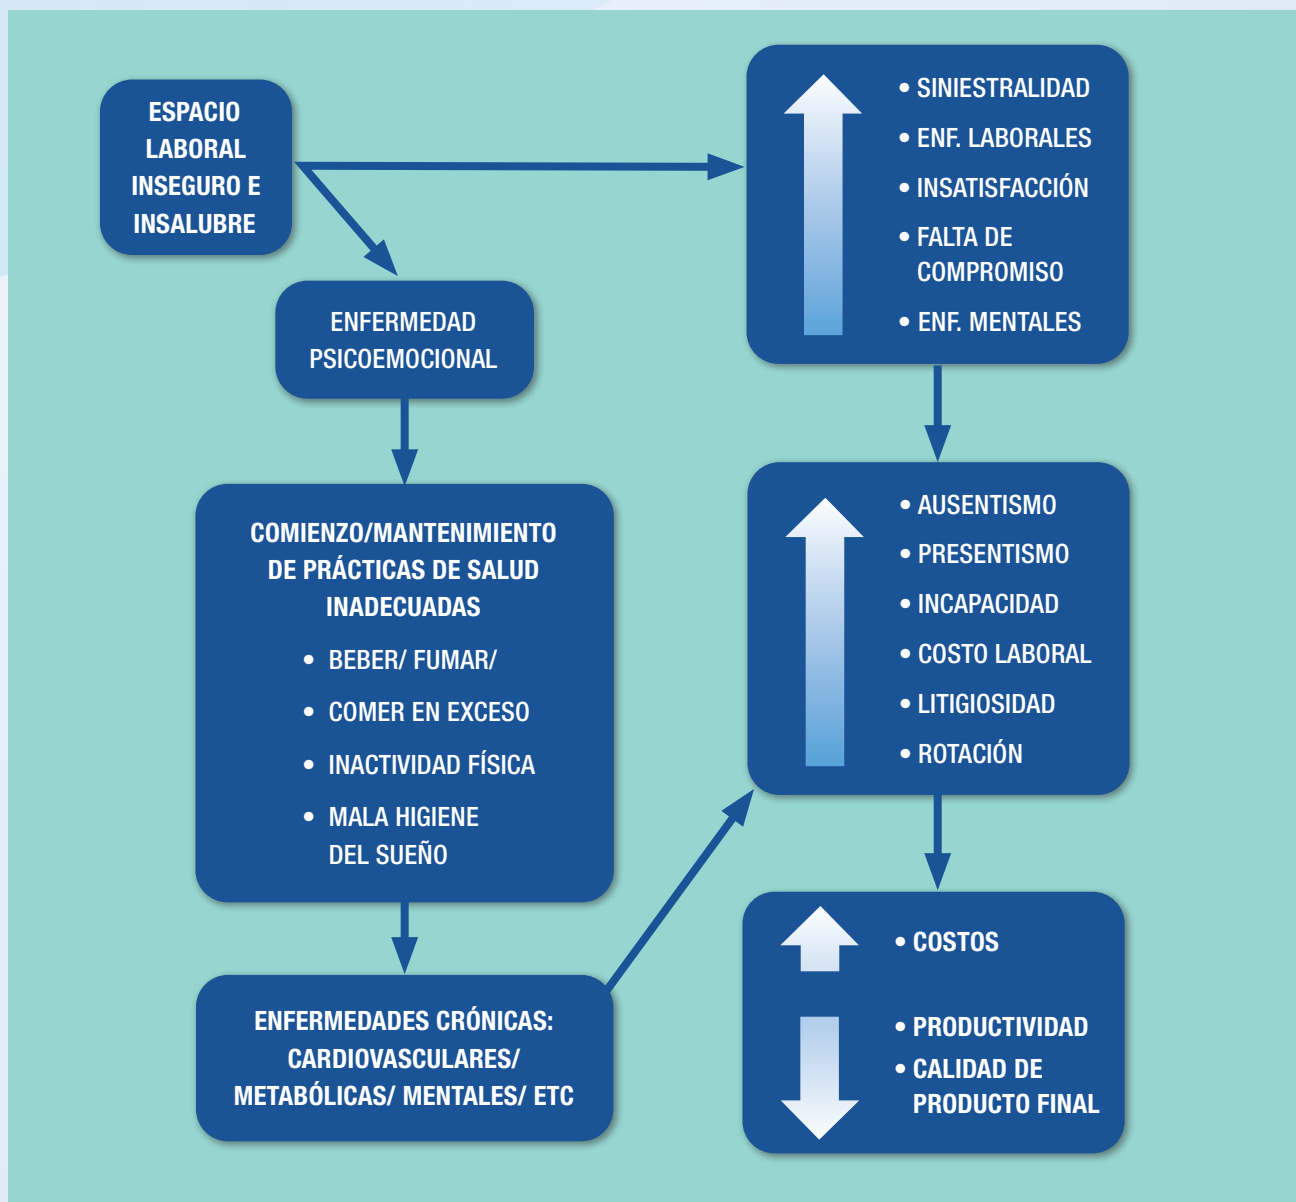 ESPACIO
LABORAL
INSEGURO E
INSALUBRE
ENFERMEDAD
PSICOEMOCIONAL
COMIENZO/MANTENIMIENTO
DE PRÁCTICAS DE SALUD
INADECUADAS
• BEBER/ FUMAR/
• COMER EN EXCESO
• INACTIVIDAD FÍSICA
• MALA HIGIENE
DEL SUEÑO
ENFERMEDADES CRÓNICAS:
CARDIOVASCULARES/
METABÓLICAS/ MENTALES/ ETC
• SINIESTRALIDAD
• ENF. LABORALES
• INSATISFACCIÓN
• FALTA DE
COMPROMISO
• ENF. MENTALES
• AUSENTISMO
• PRESENTISMO
• INCAPACIDAD
• COSTO LABORAL
• LITIGIOSIDAD
• ROTACIÓN
• COSTOS
• PRODUCTIVIDAD
• CALIDAD DE
PRODUCTO FINAL